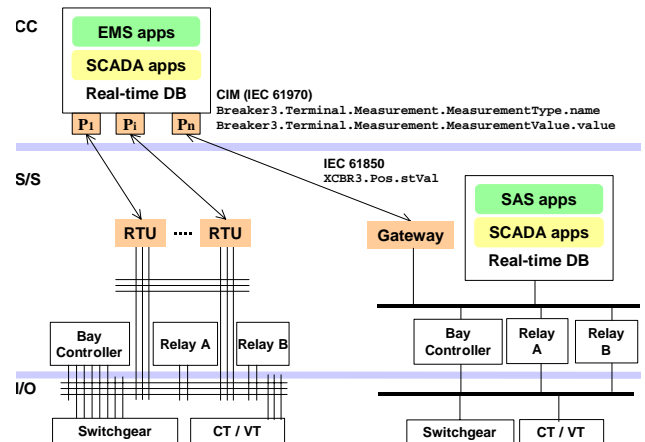 CC
EMS apps
SCADA apps
Real-time DB
P1 Pi Pn
CIM (IEC 61970)
Breaker3.Terminal.Measurement.MeasurementType.name
Breaker3.Terminal.Measurement.MeasurementValue.value
IEC 61850
XCBR3.Pos.stVal
S/S
SAS apps
SCADA apps
Real-time DB
RTU .... RTU
Gateway
Bay
Controller
Relay A
Relay B
Bay
Controller
Relay
A
Relay
B
I/O
Switchgear
CT / VT
Switchgear
CT / VT